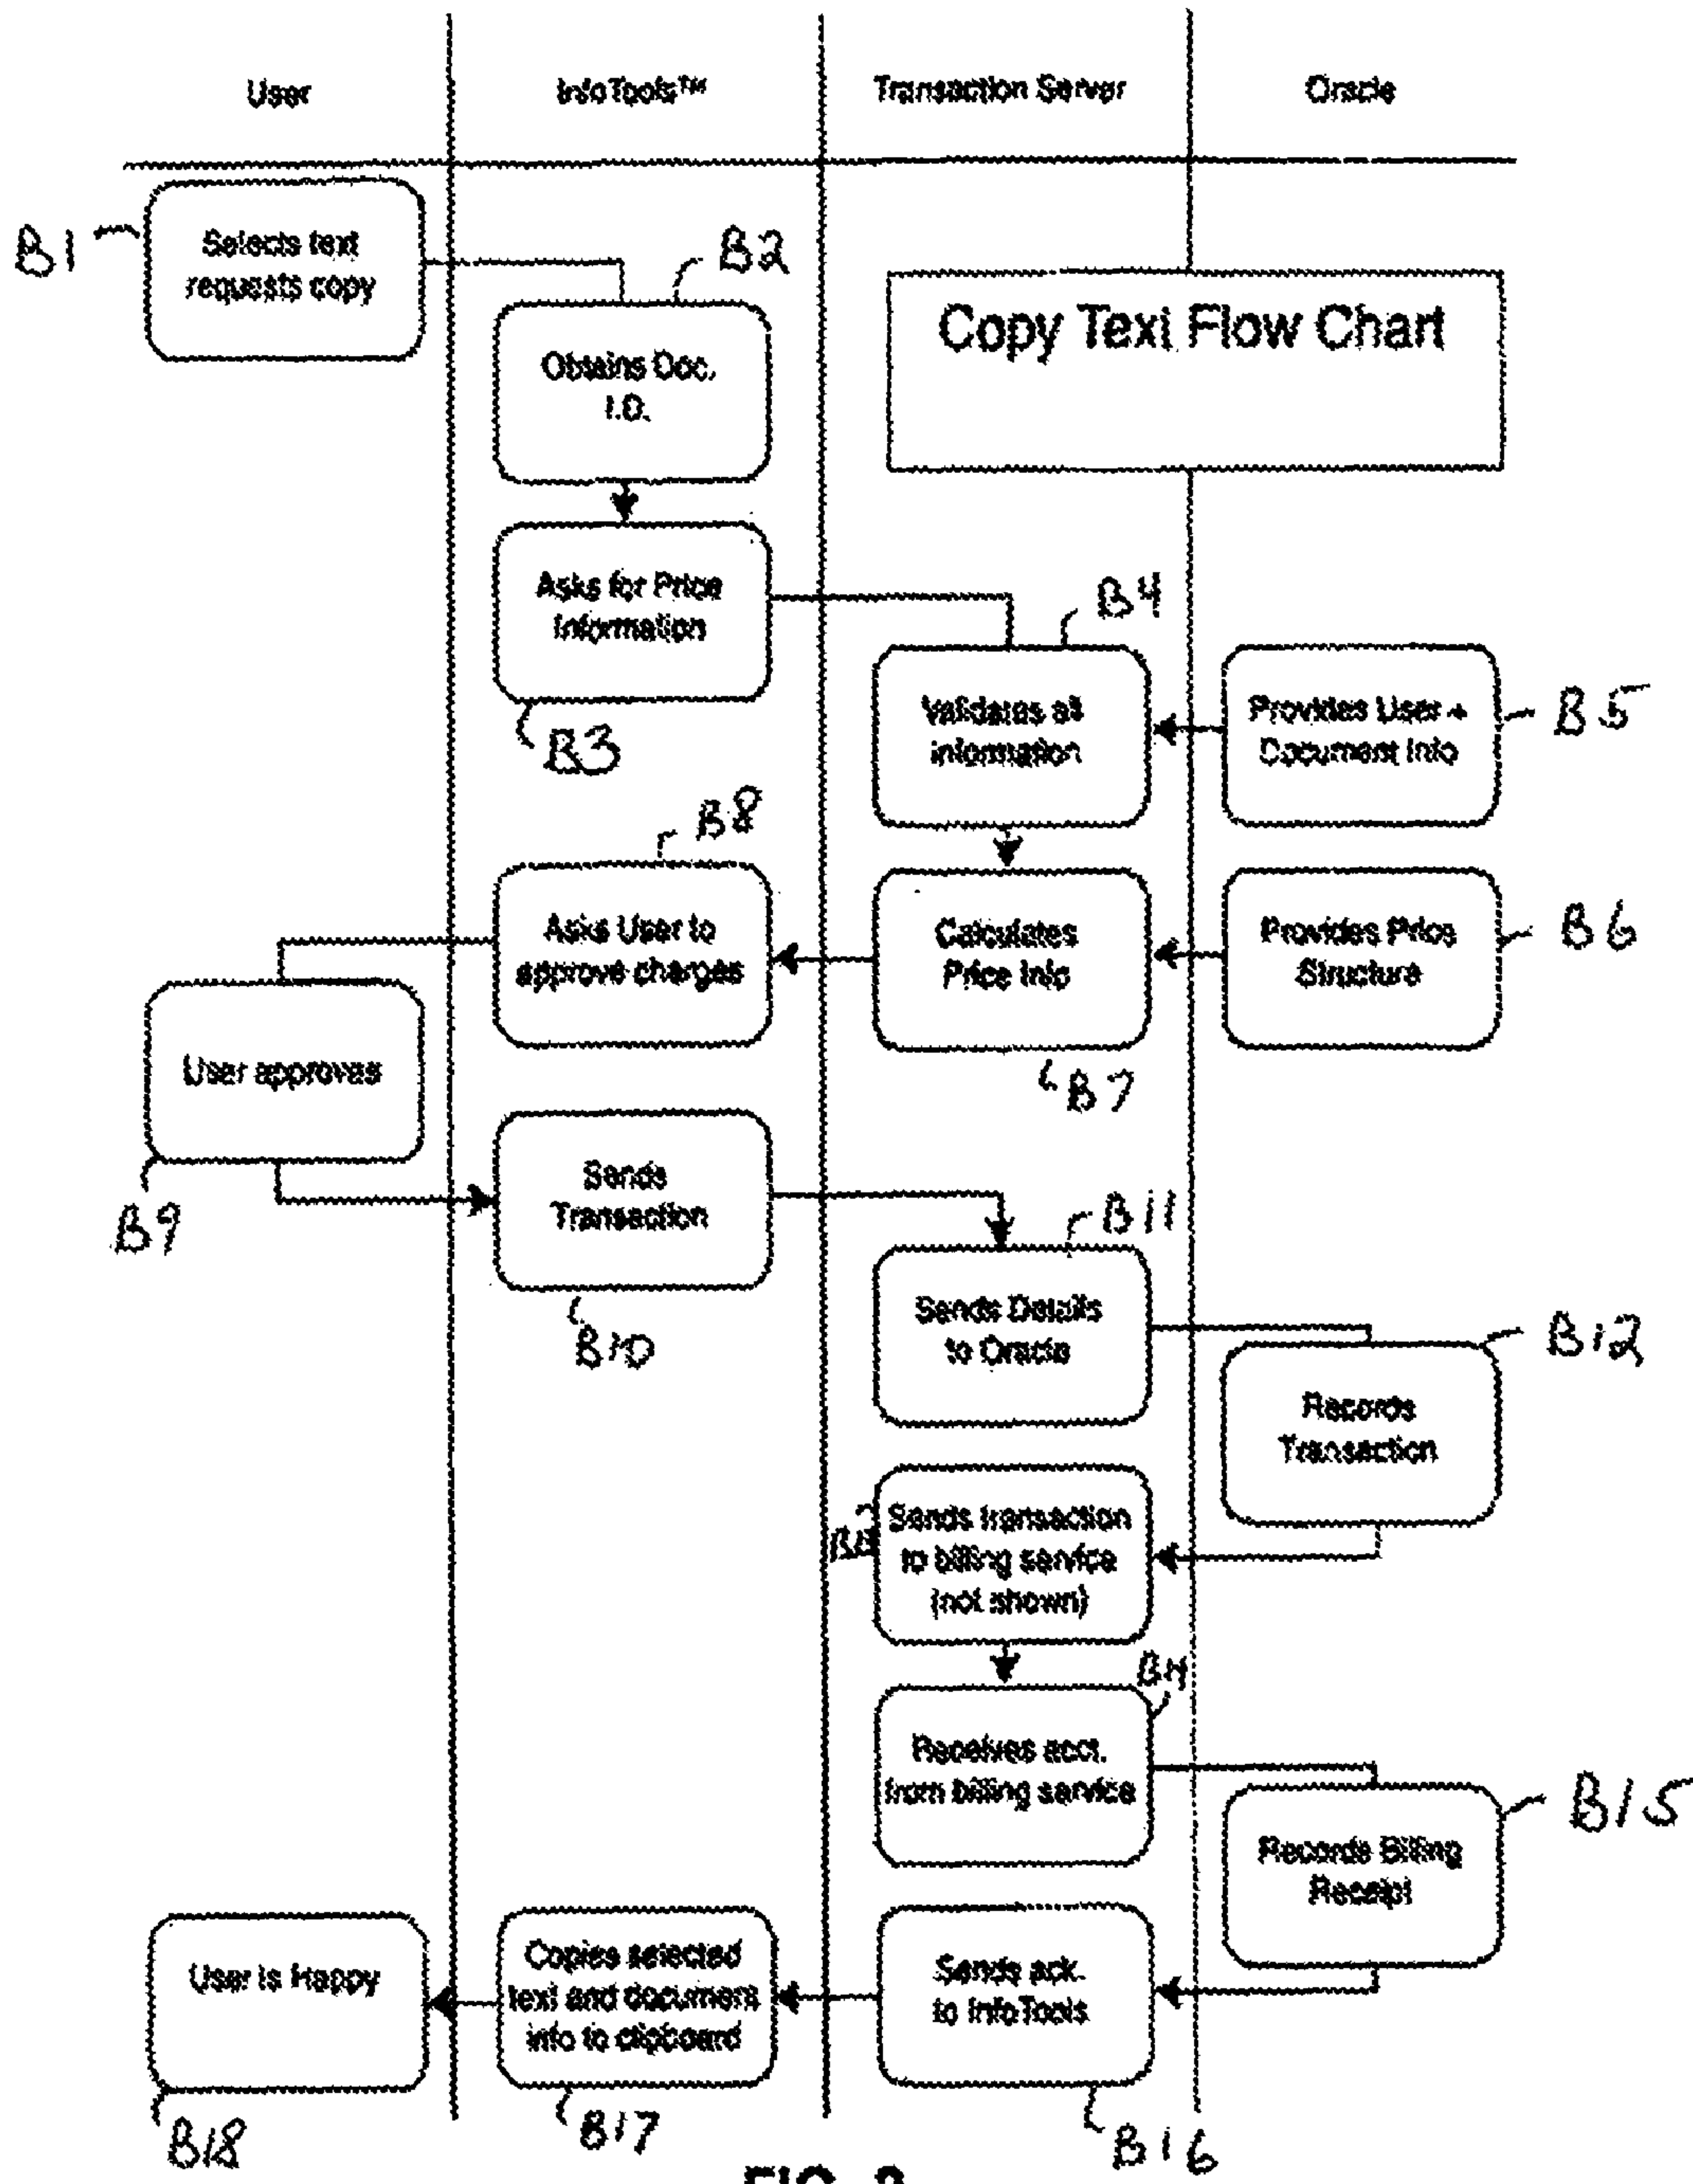 User InfoTools™ Transaction Server Oracle
B1
Selects text
requests copy
B2
Obtains Doc.
I.D.
Copy Text Flow Chart
Asks for Price
Information
B3
B4
Validates all
information
Provides User +
Document Info
B5
B8
Asks User to
approve charges
Calculates
Price Info
B7
Provides Price
Structure
B6
User approves
B9
Sends
Transaction
B10
B11
Sends Details
to Oracle
B12
Records
Transaction
Sends transaction
to billing service
(not shown)
Receives acct.
from billing service
B15
Records Billing
Receipt
User is Happy
B18
Copies selected
text and document
info to clipboard
B17
Sends ack.
to InfoTools
B16